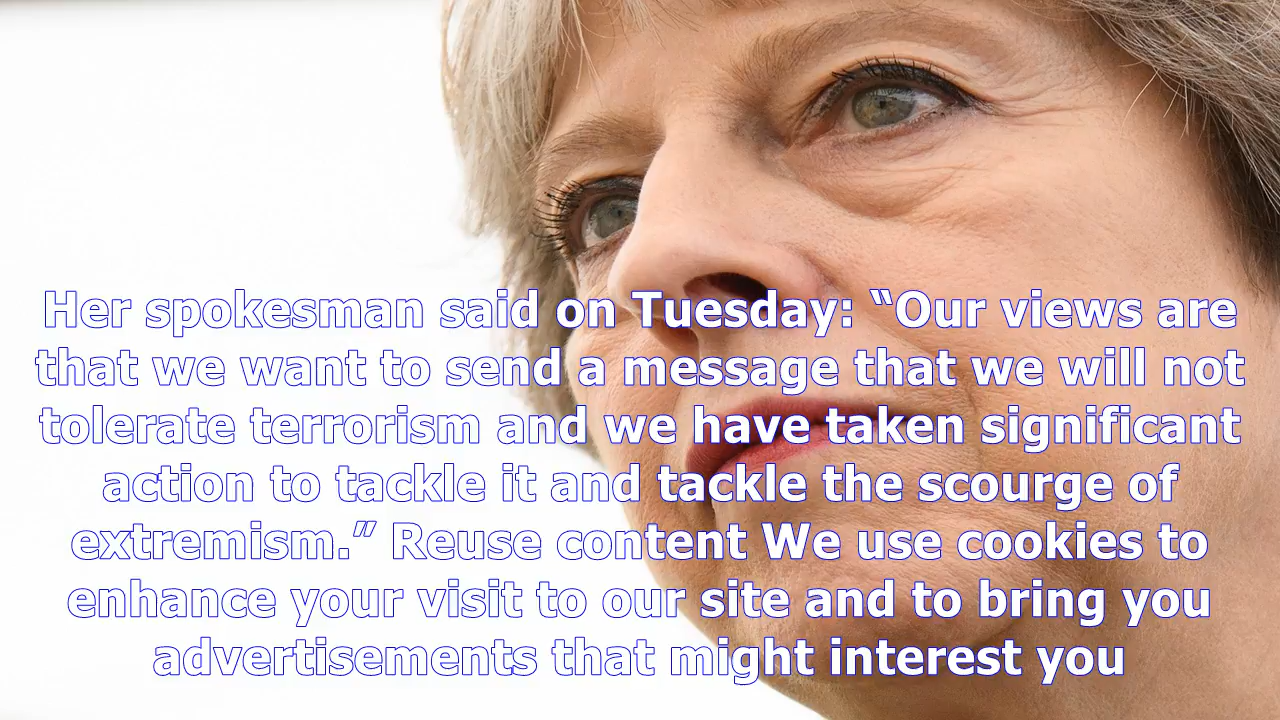 Her spokesman said on Tuesday: “Our views are
that we want to send a message that we will not
tolerate terrorism and we have taken significant
action to tackle it and tackle the scourge of
extremism.” Reuse content We use cookies to
enhance your visit to our site and to bring you
advertisements that might interest you